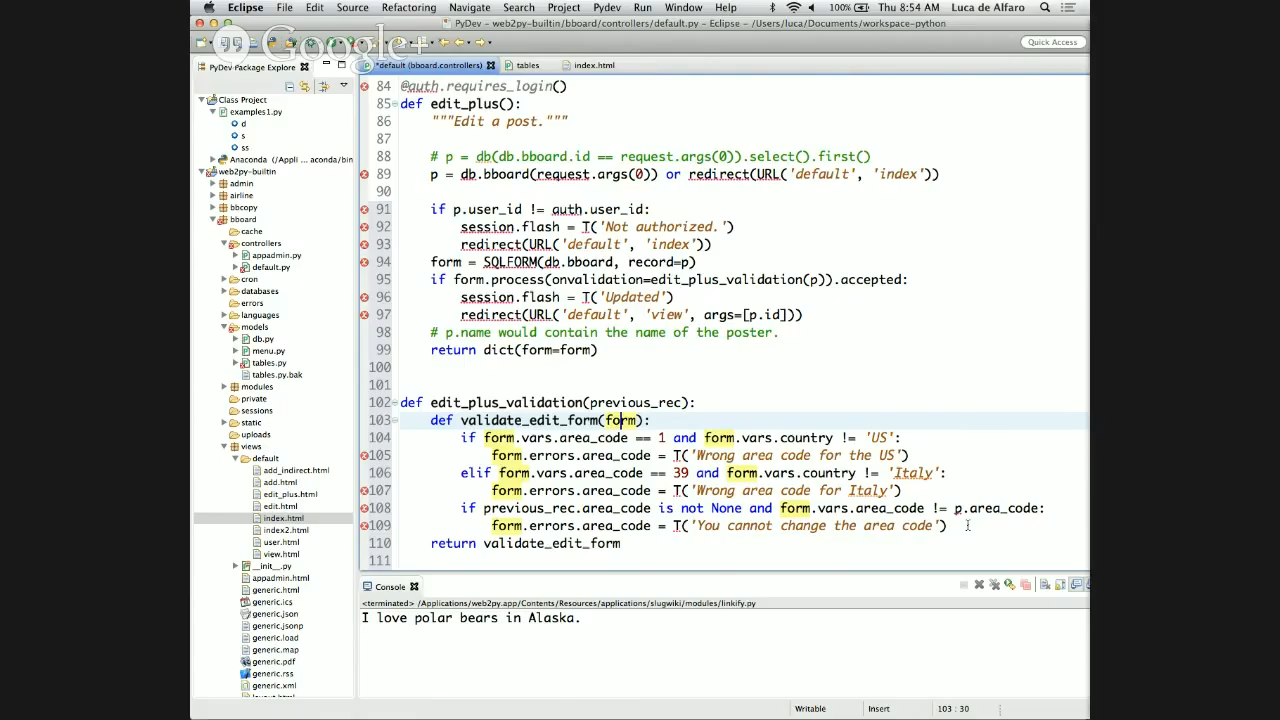 Eclipse File Edit Source Refactoring Navigate Search Project Pydev Run Window Help 100% Thu 8:54 AM Luca de Alfaro
PyDev - web2py-builtin/bboard/controllers/default.py - Eclipse - /Users/luca/Documents/workspace-python
Google+
Quick Access
PyDev Package Explorer
*default (bboard.controllers) tables index.html
Class Project
examples1.py
d
s
ss
Anaconda (/Appli ...aconda/bin
web2py-builtin
admin
airline
bbcopy
bboard
cache
controllers
appadmin.py
default.py
cron
databases
errors
languages
models
db.py
menu.py
tables.py
tables.py.bak
modules
private
sessions
static
uploads
views
default
add_indirect.html
add.html
edit_plus.html
edit.html
index.html
index2.html
user.html
view.html
__init__.py
appadmin.html
generic.html
generic.ics
generic.json
generic.jsonp
generic.load
generic.map
generic.pdf
generic.rss
generic.xml
84 @auth.requires_login()
85 def edit_plus():
86 """Edit a post."""
87
88 # p = db(db.bboard.id == request.args(0)).select().first()
89 p = db.bboard(request.args(0)) or redirect(URL('default', 'index'))
90
91 if p.user_id != auth.user_id:
92 session.flash = T('Not authorized.')
93 redirect(URL('default', 'index'))
94 form = SQLFORM(db.bboard, record=p)
95 if form.process(onvalidation=edit_plus_validation(p)).accepted:
96 session.flash = T('Updated')
97 redirect(URL('default', 'view', args=[p.id]))
98 # p.name would contain the name of the poster.
99 return dict(form=form)
100
101
102 def edit_plus_validation(previous_rec):
103 def validate_edit_form(form):
104 if form.vars.area_code == 1 and form.vars.country != 'US':
105 form.errors.area_code = T('Wrong area code for the US')
106 elif form.vars.area_code == 39 and form.vars.country != 'Italy':
107 form.errors.area_code = T('Wrong area code for Italy')
108 if previous_rec.area_code is not None and form.vars.area_code != p.area_code:
109 form.errors.area_code = T('You cannot change the area code')
110 return validate_edit_form
111
Console
<terminated> /Applications/web2py.app/Contents/Resources/applications/slugwiki/modules/linkify.py
I love polar bears in Alaska.
Writable Insert 103 : 30